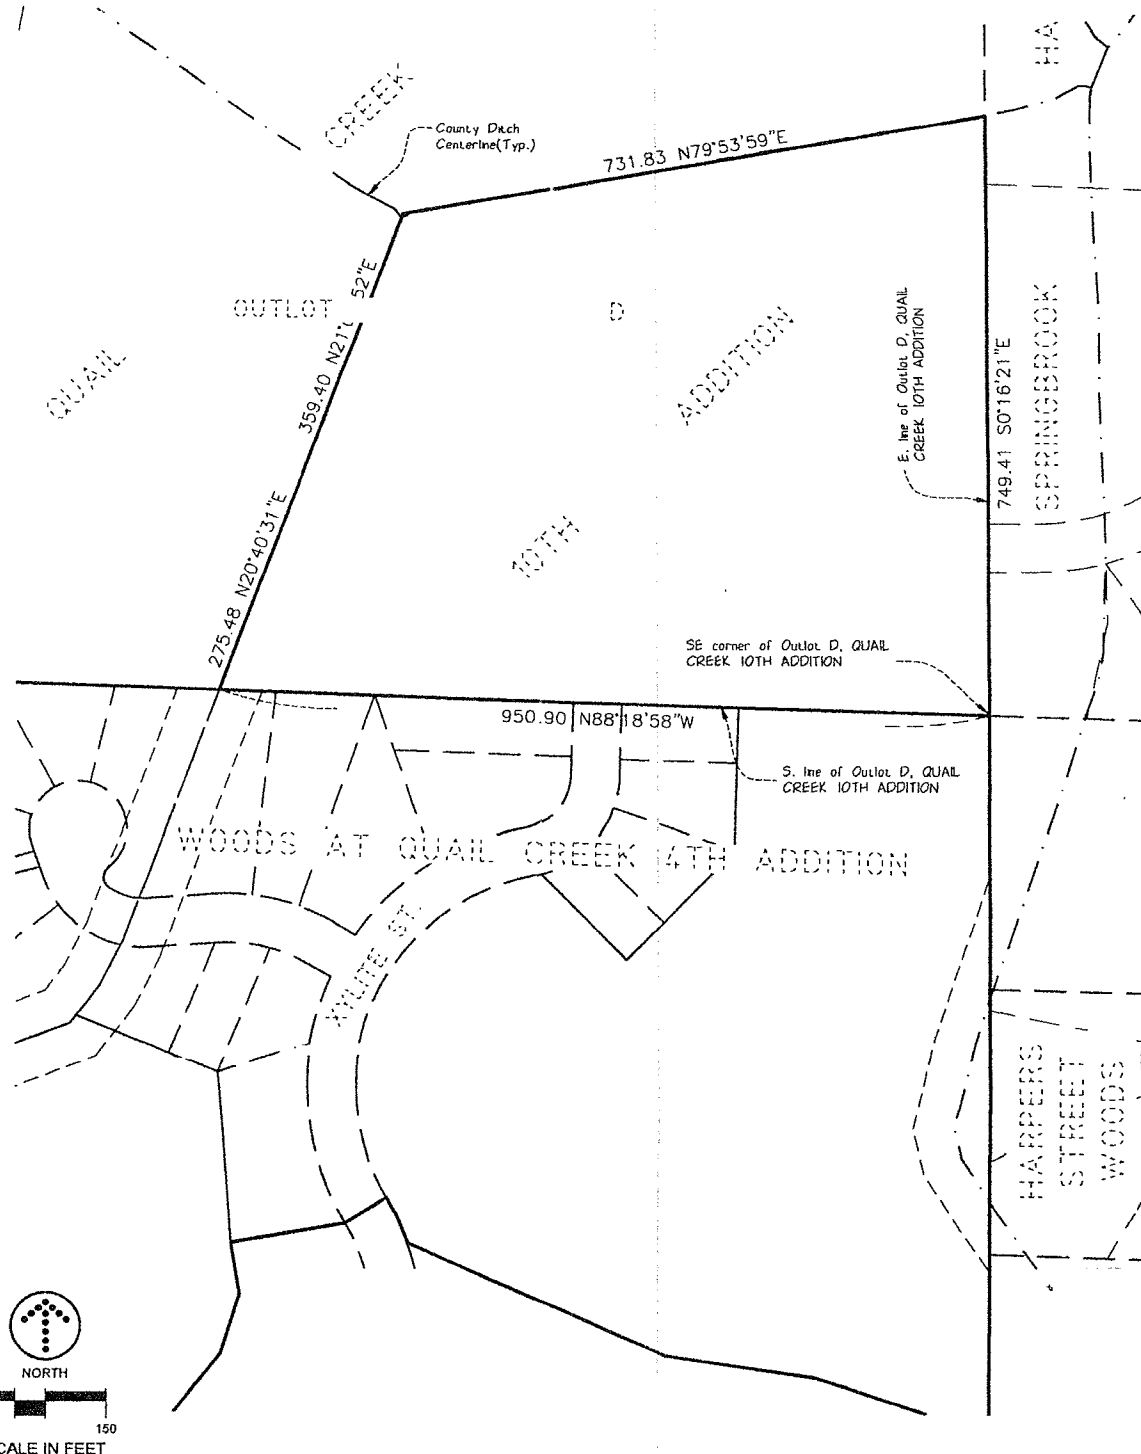 HA
CREEK
County Ditch
Centerline(Typ.)
731.83 N79°53'59"E
OUTLOT D
359.40 N21° 52"E
QUAIL
ADDITION
E. line of Outlot D, QUAIL
CREEK 10TH ADDITION
749.41 S0°16'21"E
SPRINGBROOK
10TH
275.48 N20°40'31"E
SE corner of Outlot D, QUAIL
CREEK 10TH ADDITION
950.90 N88°18'58"W
S. line of Outlot D, QUAIL
CREEK 10TH ADDITION
WOODS AT QUAIL CREEK 4TH ADDITION
XYLITE ST.
HARPERS
STREET
WOODS
NORTH
150
CALE IN FEET